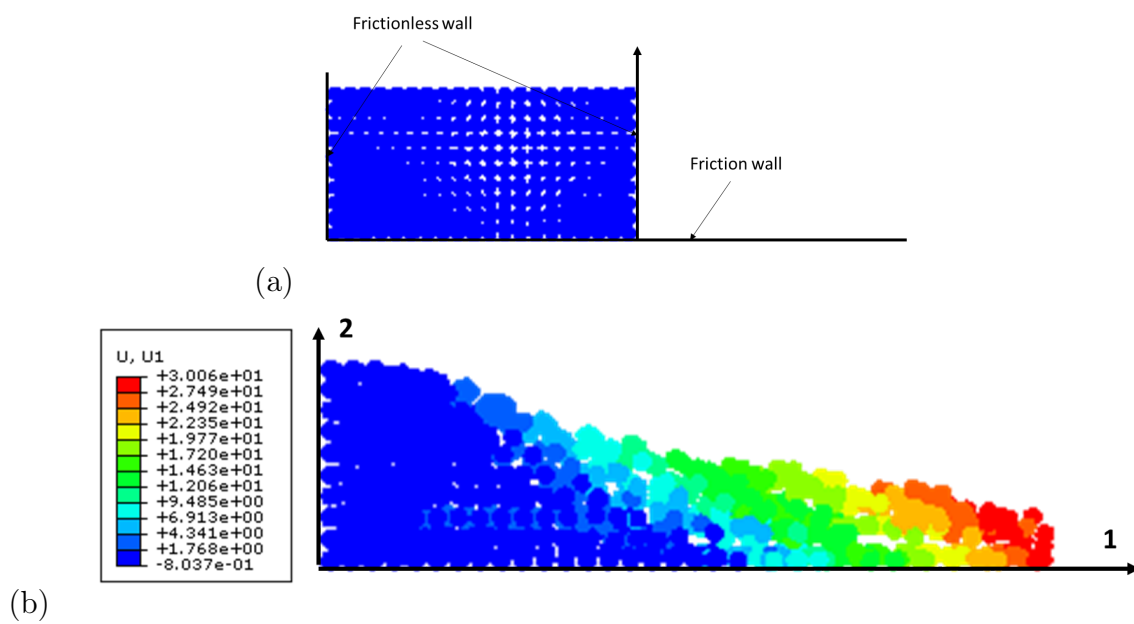 Frictionless wall
Friction wall
(a)
2
U, U1
+3.006e+01
+2.749e+01
+2.492e+01
+2.235e+01
+1.977e+01
+1.720e+01
+1.463e+01
+1.206e+01
+9.485e+00
+6.913e+00
+4.341e+00
+1.768e+00
-8.037e-01
1
(b)